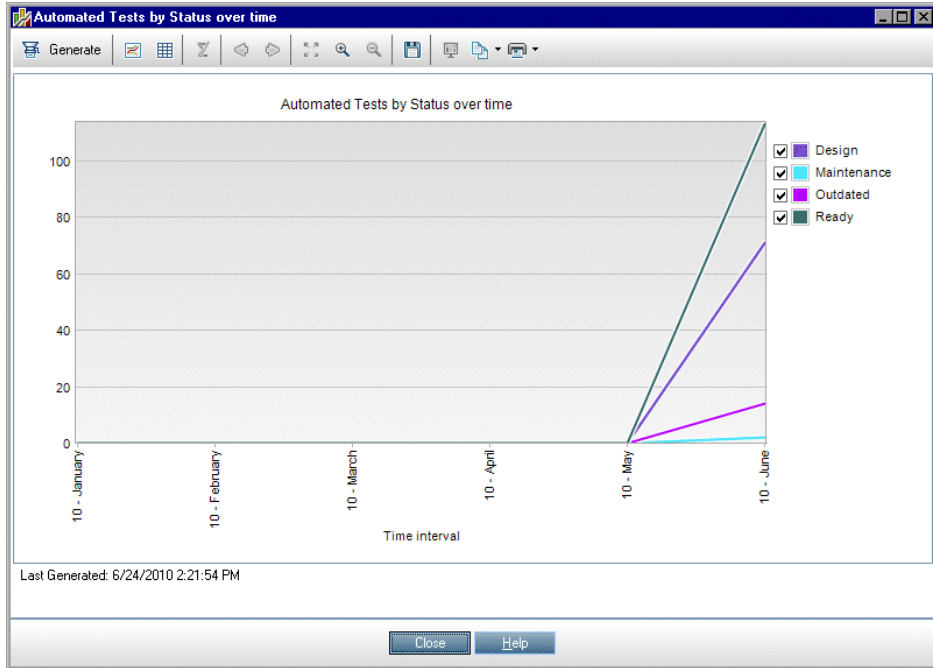 Automated Tests by Status over time
Generate
Automated Tests by Status over time
100
80
60
40
20
0
10 - January
10 - February
10 - March
10 - April
10 - May
10 - June
Time interval
Design
Maintenance
Outdated
Ready
Last Generated: 6/24/2010 2:21:54 PM
Close
Help